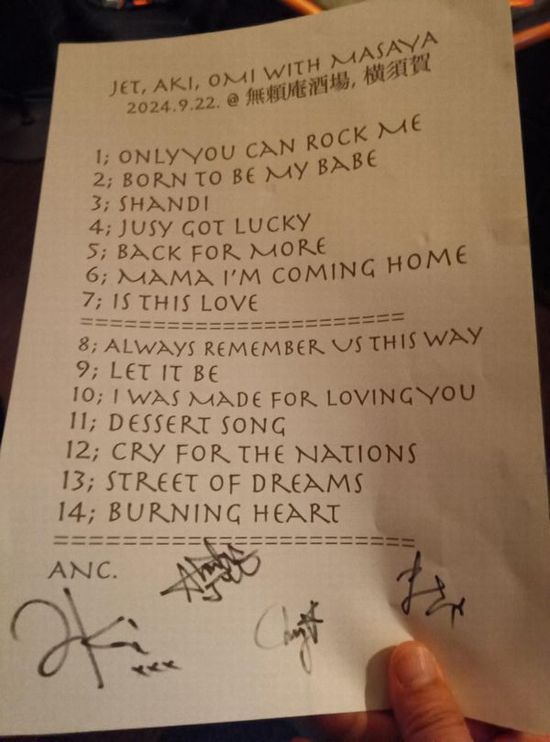 JET, AKI, OMI WITH MASAYA
2024.9.22. @ 無頼庵酒場, 横須賀
1; ONLY YOU CAN ROCK ME
2; BORN TO BE MY BABE
3; SHANDI
4; JUSY GOT LUCKY
5; BACK FOR MORE
6; MAMA I'M COMING HOME
7; IS THIS LOVE
======================
8; ALWAYS REMEMBER US THIS WAY
9; LET IT BE
10; I WAS MADE FOR LOVING YOU
11; DESSERT SONG
12; CRY FOR THE NATIONS
13; STREET OF DREAMS
14; BURNING HEART
========================
ANC.
xxx